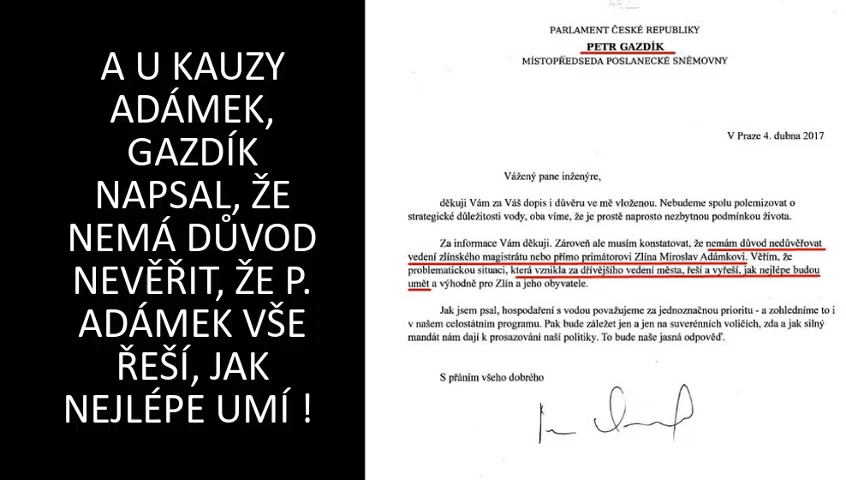 A U KAUZY
ADÁMEK,
GAZDÍK
NAPSAL, ŽE
NEMÁ DŮVOD
NEVĚŘIT, ŽE P.
ADÁMEK VŠE
ŘEŠÍ, JAK
NEJLÉPE UMÍ !
PARLAMENT ČESKÉ REPUBLIKY
PETR GAZDÍK
MÍSTOPŘEDSEDA POSLANECKÉ SNĚMOVNY
V Praze 4. dubna 2017
Vážený pane inženýre,
děkuji Vám za Váš dopis i důvěru ve mě vloženou. Nebudeme spolu polemizovat o
strategické důležitosti vody, oba víme, že je prostě naprosto nezbytnou podmínkou života.
Za informace Vám děkuji. Zároveň ale musím konstatovat, že nemám důvod nedůvěřovat
vedení zlínského magistrátu nebo přímo primátorovi Zlína Miroslav Adámkovi. Věřím, že
problematickou situaci, která vznikla za dřívějšího vedení města, řeší a vyřeší, jak nejlépe budou
umět a výhodně pro Zlín a jeho obyvatele.
Jak jsem psal, hospodaření s vodou považujeme za jednoznačnou prioritu - a zohledníme to i
v našem celostátním programu. Pak bude záležet jen a jen na suverénních voličích, zda a jak silný
mandát nám dají k prosazování naší politiky. To bude naše jasná odpověď.
S přáním všeho dobrého